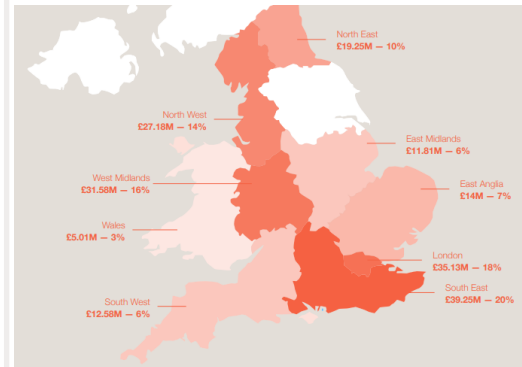 North East
£19.25M — 10%
North West
£27.18M — 14%
East Midlands
£11.81M — 6%
West Midlands
£31.58M — 16%
East Anglia
£14M — 7%
Wales
£5.01M — 3%
London
£35.13M — 18%
South East
£39.25M — 20%
South West
£12.58M — 6%